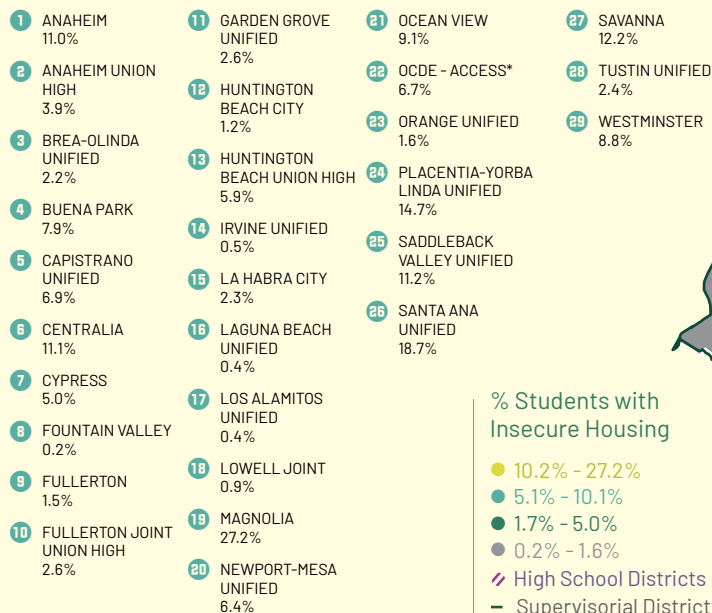 1 ANAHEIM
11.0%
2 ANAHEIM UNION
HIGH
3.9%
3 BREA-OLINDA
UNIFIED
2.2%
4 BUENA PARK
7.9%
5 CAPISTRANO
UNIFIED
6.9%
6 CENTRALIA
11.1%
7 CYPRESS
5.0%
8 FOUNTAIN VALLEY
0.2%
9 FULLERTON
1.5%
10 FULLERTON JOINT
UNION HIGH
2.6%
11 GARDEN GROVE
UNIFIED
2.6%
12 HUNTINGTON
BEACH CITY
1.2%
13 HUNTINGTON
BEACH UNION HIGH
5.9%
14 IRVINE UNIFIED
0.5%
15 LA HABRA CITY
2.3%
16 LAGUNA BEACH
UNIFIED
0.4%
17 LOS ALAMITOS
UNIFIED
0.4%
18 LOWELL JOINT
0.9%
19 MAGNOLIA
27.2%
20 NEWPORT-MESA
UNIFIED
6.4%
21 OCEAN VIEW
9.1%
22 OCDE - ACCESS*
6.7%
23 ORANGE UNIFIED
1.6%
24 PLACENTIA-YORBA
LINDA UNIFIED
14.7%
25 SADDLEBACK
VALLEY UNIFIED
11.2%
26 SANTA ANA
UNIFIED
18.7%
27 SAVANNA
12.2%
28 TUSTIN UNIFIED
2.4%
29 WESTMINSTER
8.8%
% Students with
Insecure Housing
10.2% - 27.2%
5.1% - 10.1%
1.7% - 5.0%
0.2% - 1.6%
High School Districts
Supervisorial District